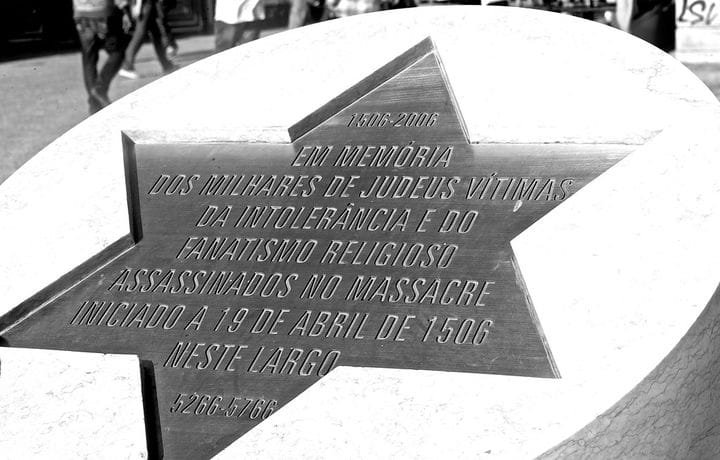 1506-2006
EM MEMÓRIA
DOS MILHARES DE JUDEUS VÍTIMAS
DA INTOLERÂNCIA E DO
FANATISMO RELIGIOSO
ASSASSINADOS NO MASSACRE
INICIADO A 19 DE ABRIL DE 1506
NESTE LARGO
5266-5766